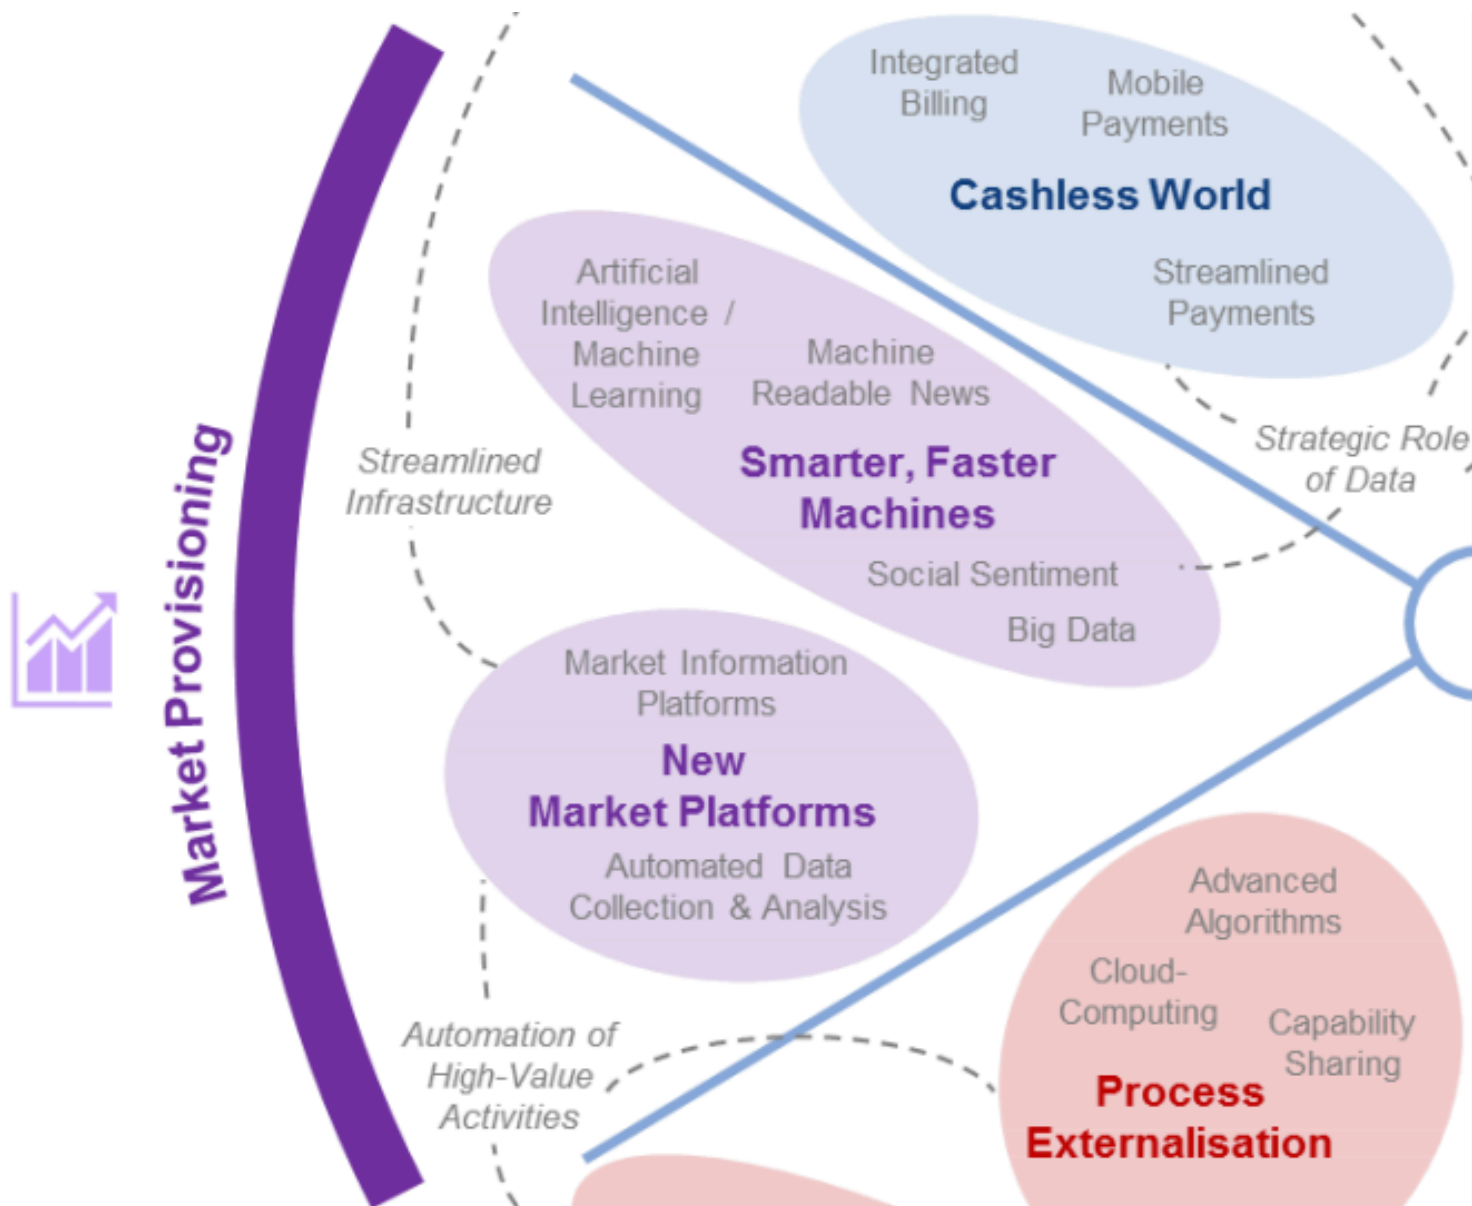 Integrated
Billing
Mobile
Payments
Cashless World
Streamlined
Payments
Artificial
Intelligence /
Machine
Learning
Machine
Readable News
Smarter, Faster
Machines
Social Sentiment
Big Data
Strategic Role
of Data
Streamlined
Infrastructure
Market Provisioning
Market Information
Platforms
New
Market Platforms
Automated Data
Collection & Analysis
Automation of
High-Value
Activities
Advanced
Algorithms
Cloud-
Computing
Capability
Sharing
Process
Externalisation